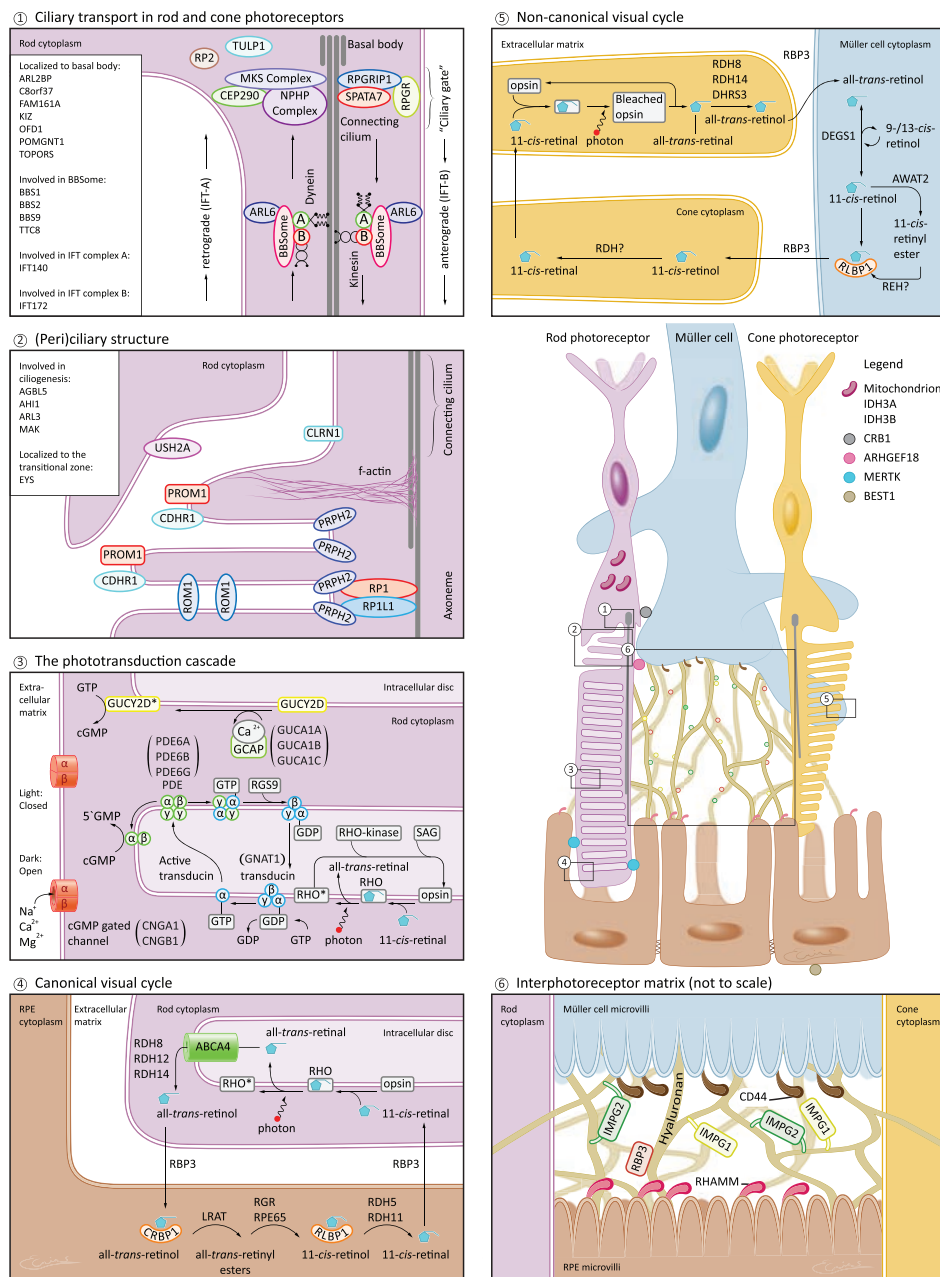 ① Ciliary transport in rod and cone photoreceptors
Rod cytoplasm
Localized to basal body:
ARL2BP
C8orf37
FAM161A
KIZ
OFD1
POMGNT1
TOPORS
Involved in BBSome:
BBS1
BBS2
BBS9
TTC8
Involved in IFT complex A:
IFT140
Involved in IFT complex B:
IFT172
RP2
TULP1
Basal body
MKS Complex
CEP290
NPHP
Complex
RPGRIP1
SPATA7
RPGR
Connecting
cilium
"Ciliary gate"
retrograde (IFT-A)
anterograde (IFT-B)
Dynein
Kinesin
ARL6
BBSome
A
B
A
B
BBSome
ARL6
② (Peri)ciliary structure
Involved in
ciliogenesis:
AGBL5
AHI1
ARL3
MAK
Localized to the
transitional zone:
EYS
Rod cytoplasm
USH2A
CLRN1
Connecting cilium
f-actin
PROM1
CDHR1
PRPH2
PRPH2
PROM1
CDHR1
ROM1
ROM1
PRPH2
PRPH2
RP1
RP1L1
Axoneme
③ The phototransduction cascade
Extra-
cellular
matrix
GTP
GUCY2D*
GUCY2D
Intracellular disc
cGMP
Rod cytoplasm
Ca2+
GCAP
GUCA1A
GUCA1B
GUCA1C
PDE6A
PDE6B
PDE6G
PDE
α
β
Light:
Closed
α β
γ γ
GTP
γ α
α γ
RGS9
β
γ α
GDP
5`GMP
α β
cGMP
RHO-kinase
SAG
Active
transducin
(GNAT1)
transducin
all-trans-retinal
Dark:
Open
α
β
α
GTP
β
γ α
GDP
RHO*
RHO
opsin
Na+
Ca2+
Mg2+
cGMP gated
channel
CNGA1
CNGB1
GDP
GTP
photon
11-cis-retinal
④ Canonical visual cycle
RPE
cytoplasm
Extracellular
matrix
Rod cytoplasm
Intracellular disc
RDH8
RDH12
RDH14
ABCA4
all-trans-retinal
RHO*
RHO
opsin
all-trans-retinol
photon
11-cis-retinal
RBP3
RBP3
CRBP1
LRAT
RGR
RPE65
RLBP1
RDH5
RDH11
all-trans-retinol
all-trans-retinyl
esters
11-cis-retinol
11-cis-retinal
⑤ Non-canonical visual cycle
Extracellular matrix
RBP3
Müller cell cytoplasm
RDH8
RDH14
DHRS3
opsin
Bleached
opsin
all-trans-retinol
all-trans-retinol
11-cis-retinal
photon
all-trans-retinal
DEGS1
9-/13-cis-
retinol
AWAT2
11-cis-retinol
11-cis-
retinyl
ester
Cone cytoplasm
RDH?
RBP3
RLBP1
11-cis-retinal
11-cis-retinol
REH?
Rod photoreceptor
Müller cell
Cone photoreceptor
Legend
Mitochondrion
IDH3A
IDH3B
CRB1
ARHGEF18
MERTK
BEST1
1
2
6
5
3
4
⑥ Interphotoreceptor matrix (not to scale)
Rod
cytoplasm
Müller cell microvilli
Cone
cytoplasm
IMPG2
Hyaluronan
CD44
IMPG1
IMPG2
IMPG1
RBP3
RHAMM
RPE microvilli